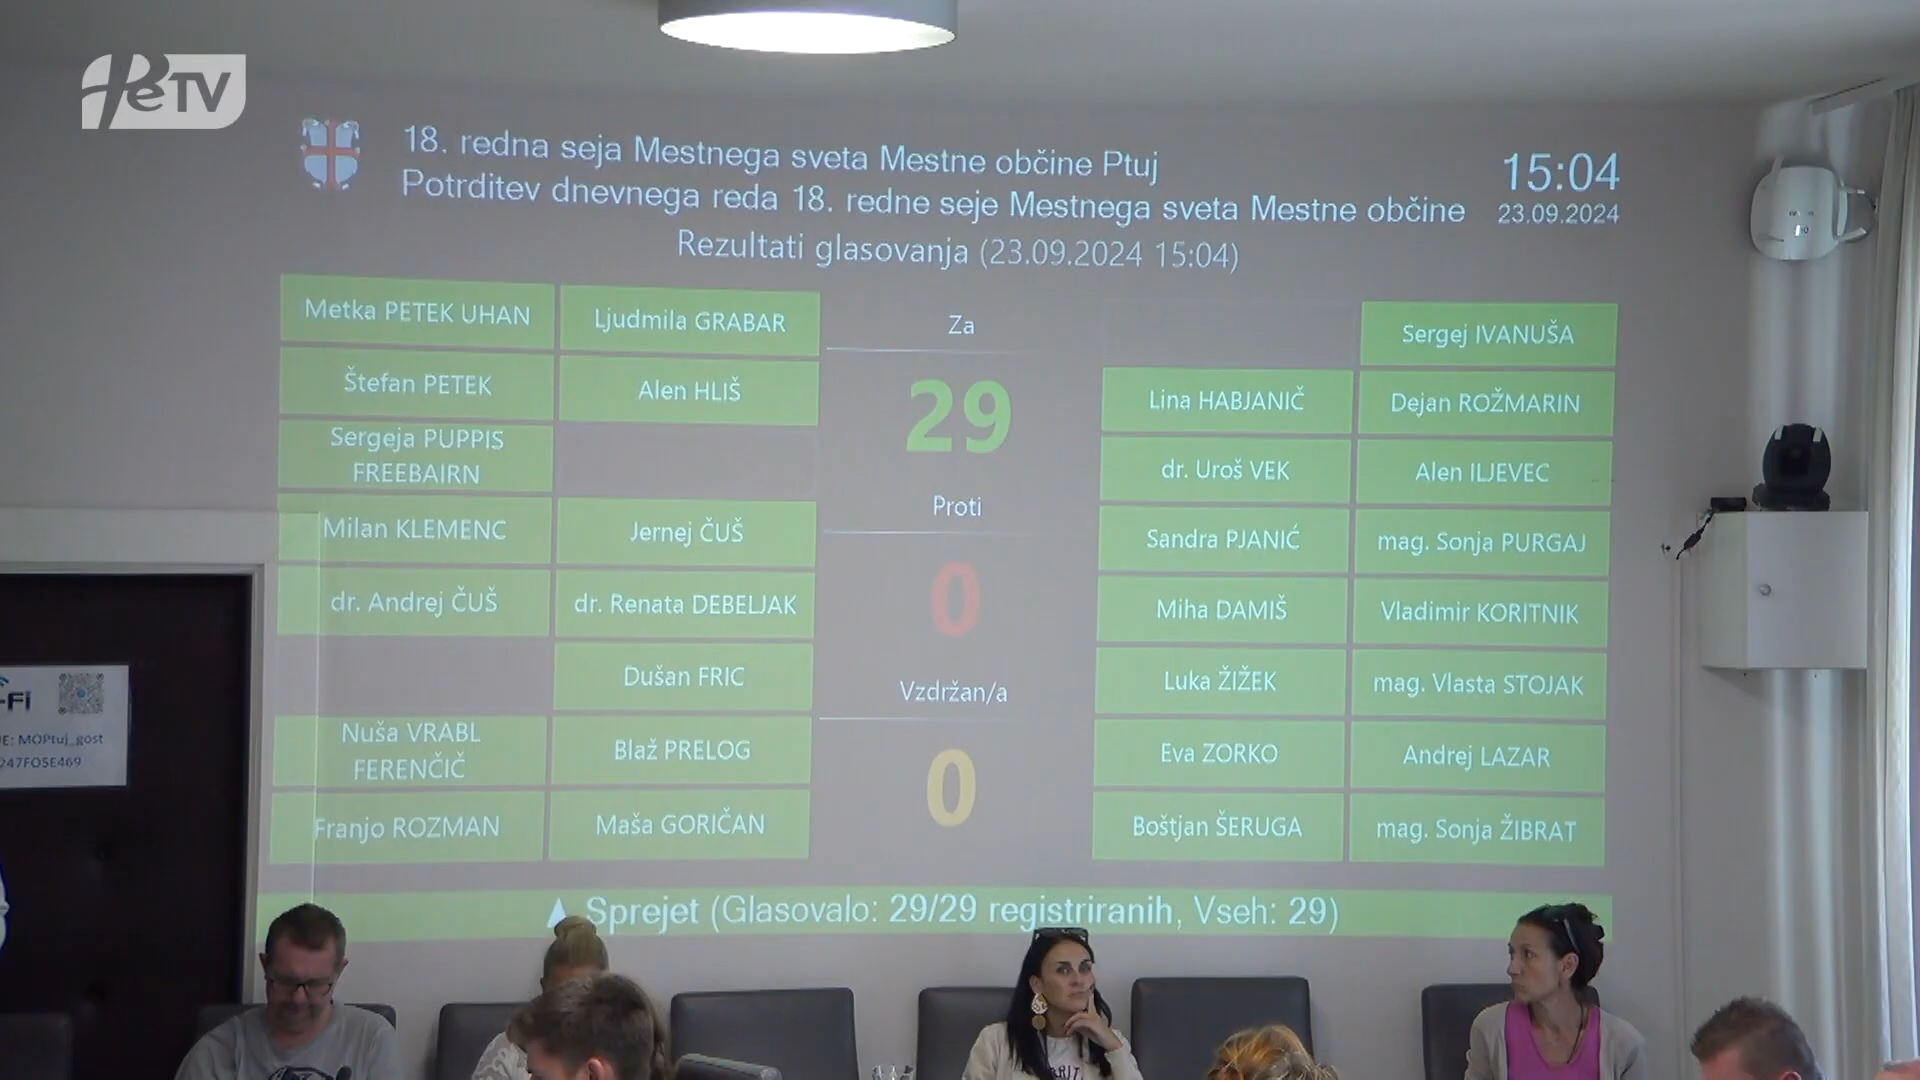 PeTV
18. redna seja Mestnega sveta Mestne občine Ptuj
Potrditev dnevnega reda 18. redne seje Mestnega sveta Mestne občine
15:04
23.09.2024
Rezultati glasovanja (23.09.2024 15:04)
Metka PETEK UHAN
Ljudmila GRABAR
Štefan PETEK
Alen HLIŠ
Sergeja PUPPIS
FREEBAIRN
Milan KLEMENC
Jernej ČUŠ
dr. Andrej ČUŠ
dr. Renata DEBELJAK
Dušan FRIC
Nuša VRABL
FERENČIČ
Blaž PRELOG
Franjo ROZMAN
Maša GORIČAN
Za
29
Proti
0
Vzdržan/a
0
Sergej IVANUŠA
Lina HABJANIČ
Dejan ROŽMARIN
dr. Uroš VEK
Alen ILJEVEC
Sandra PJANIĆ
mag. Sonja PURGAJ
Miha DAMIŠ
Vladimir KORITNIK
Luka ŽIŽEK
mag. Vlasta STOJAK
Eva ZORKO
Andrej LAZAR
Boštjan ŠERUGA
mag. Sonja ŽIBRAT
▲ Sprejet (Glasovalo: 29/29 registriranih, Vseh: 29)
-Fi
JE: MOPtuj_gost
247FOSE469